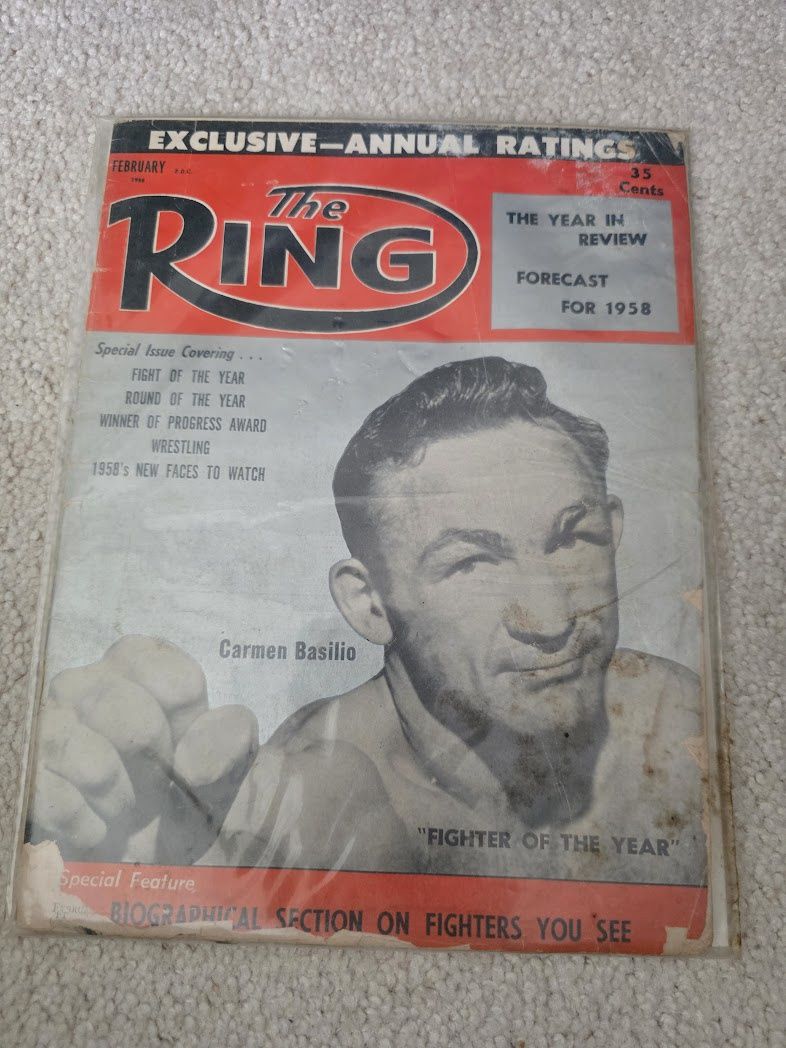 EXCLUSIVE—ANNUAL RATINGS
FEBRUARY P.D.C.
35
Cents
The
RING
THE YEAR IN
REVIEW
FORECAST
FOR 1958
Special Issue Covering . . .
FIGHT OF THE YEAR
ROUND OF THE YEAR
WINNER OF PROGRESS AWARD
WRESTLING
1958's NEW FACES TO WATCH
Carmen Basilio
"FIGHTER OF THE YEAR"
Special Feature
BIOGRAPHICAL SECTION ON FIGHTERS YOU SEE